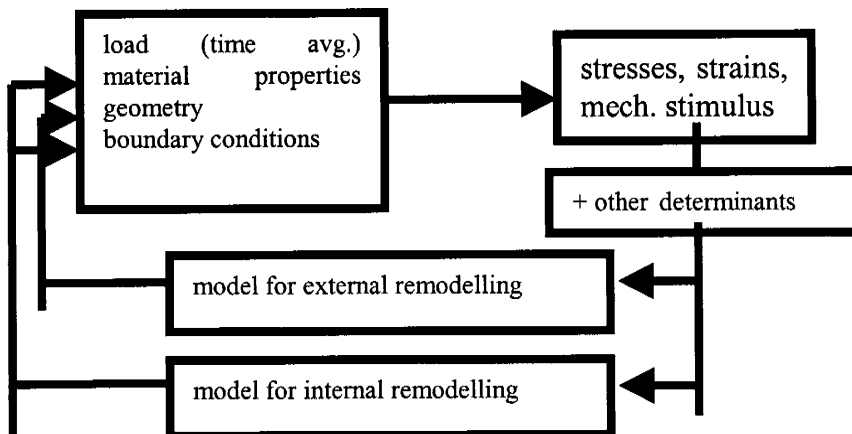 load (time avg.)
material properties
geometry
boundary conditions
stresses, strains,
mech. stimulus
+ other determinants
model for external remodelling
model for internal remodelling